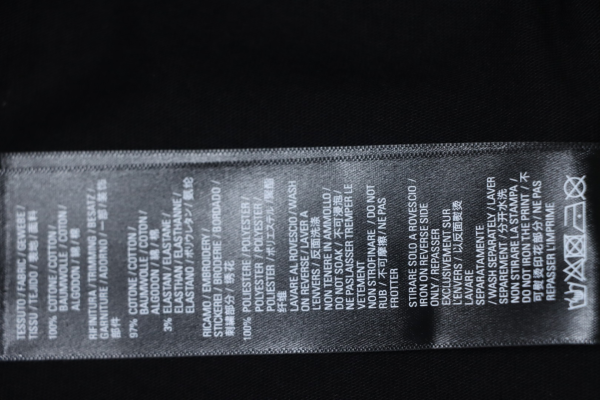 TESSUTO / FABRIC / GEWEBE /
TISSU / TEJIDO / 素地 / 面料
100% COTONE / COTTON /
BAUMWOLLE / COTON /
ALGODON / 綿 / 棉
RIFINITURA / TRIMMING / BESATZ /
GARNITURE / ADORNO / 一部 / 装饰
部件
97% COTONE / COTTON /
BAUMWOLLE / COTON /
ALGODON / 綿 / 棉
3% ELASTAN / ELASTANE /
ELASTHAN / ELASTHANNE /
ELASTANO / ポリウレタン / 氨纶
RICAMO / EMBROIDERY /
STICKEREI / BRODERIE / BORDADO /
刺繍部分 / 绣花
100% POLIESTERE / POLYESTER /
POLYESTER / POLYESTER /
POLIESTER / ポリエステル / 聚酯
纤维
LAVARE AL ROVESCIO / WASH
ON REVERSE / LAVER A
L'ENVERS / 反面洗涤
NON TENERE IN AMMOLLO /
DO NOT SOAK / 不可浸泡
NE PAS LAISSER TREMPER LE
VETEMENT
NON STROFINARE / DO NOT
RUB / 不可摩擦 / NE PAS
FROTTER
STIRARE SOLO A ROVESCIO /
IRON ON REVERSE SIDE
ONLY / REPASSER
EXCLUSIVEMENT SUR
L'ENVERS / 以反面熨烫
LAVARE
SEPARATAMENTE
/ WASH SEPARATELY / LAVER
SEPAREMENT / 分开水洗
NON STIRARE LA STAMPA /
DO NOT IRON THE PRINT / 不
可熨烫印花部分 / NE PAS
REPASSER L'IMPRIME